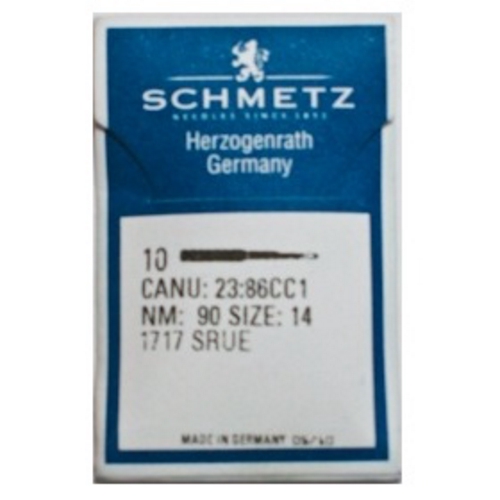 SCHMETZ
NEEDLES SINCE 1851
Herzogenrath
Germany
10
CANU: 23:86CC1
NM: 90 SIZE: 14
1717 SRUE
MADE IN GERMANY